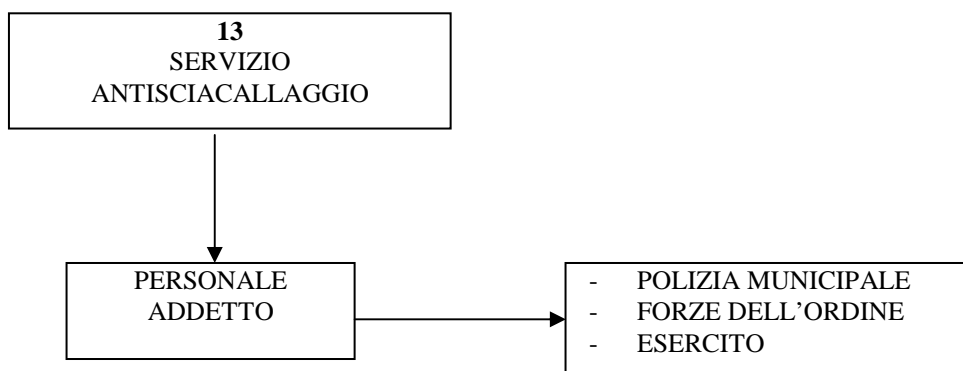 13
SERVIZIO
ANTISCIACALLAGGIO
PERSONALE
ADDETTO
- POLIZIA MUNICIPALE
- FORZE DELL’ORDINE
- ESERCITO